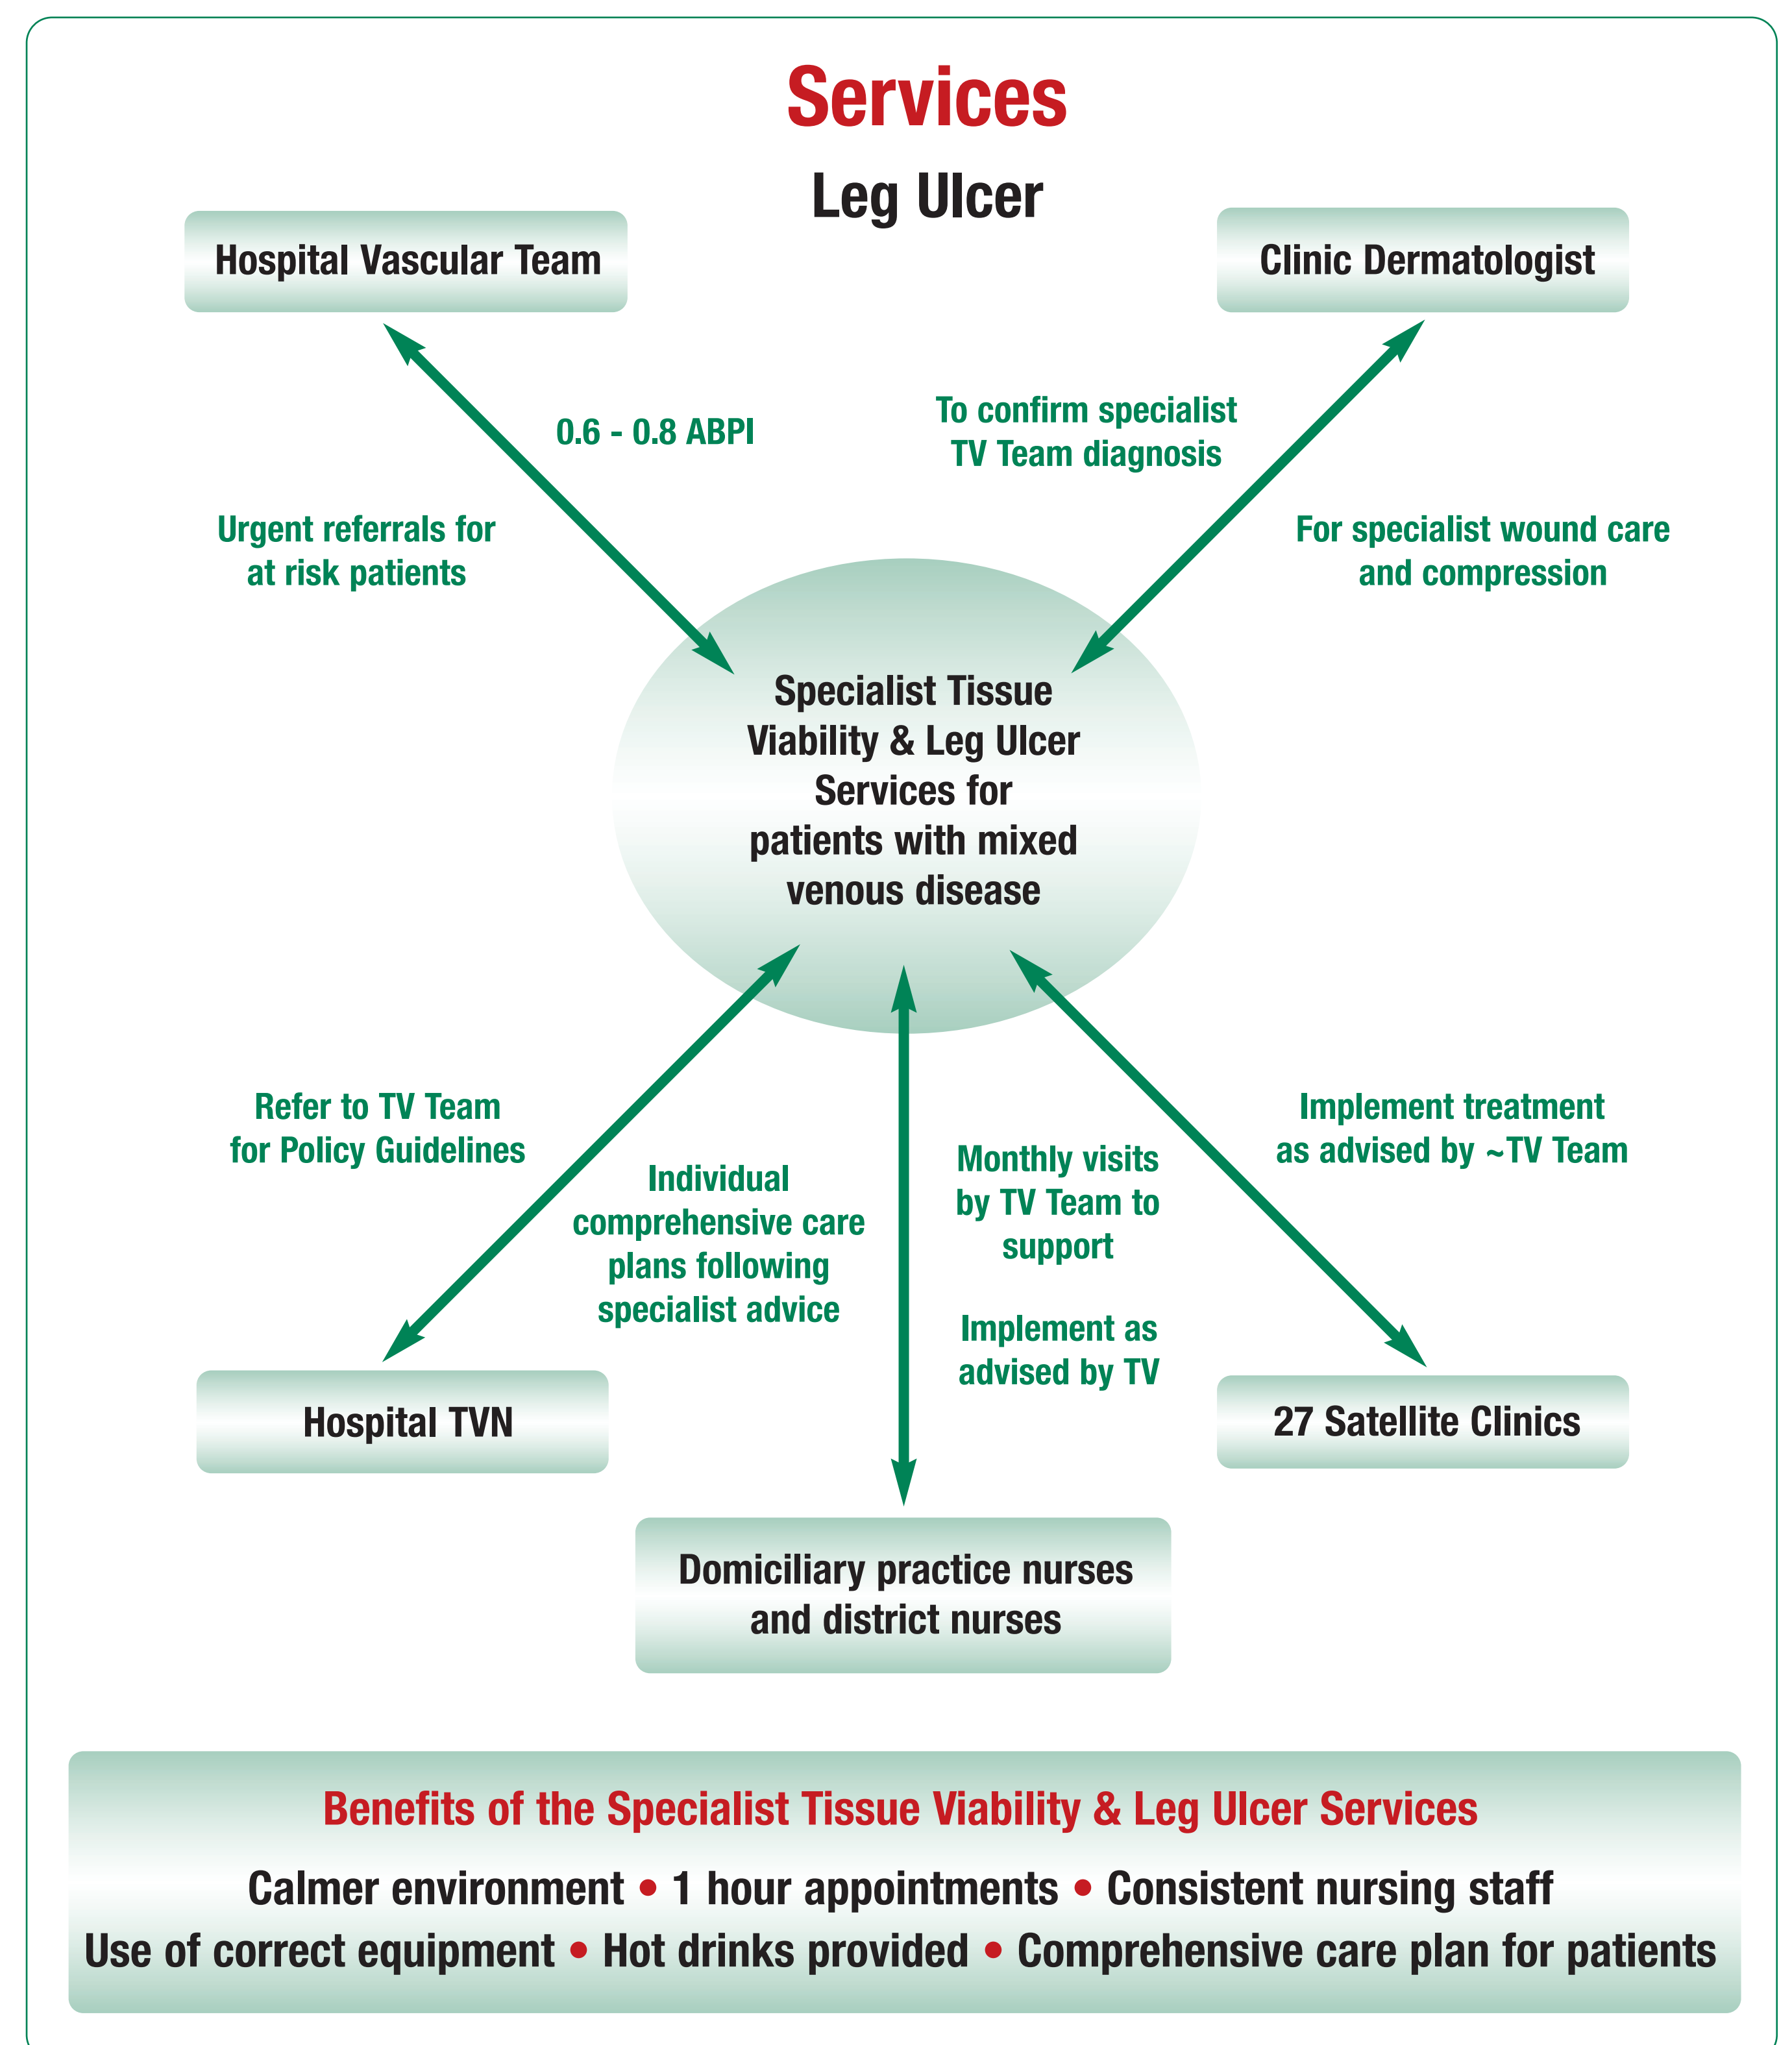 Services
Leg Ulcer
Hospital Vascular Team
Clinic Dermatologist
0.6 - 0.8 ABPI
To confirm specialist
TV Team diagnosis
Urgent referrals for
at risk patients
For specialist wound care
and compression
Specialist Tissue
Viability & Leg Ulcer
Services for
patients with mixed
venous disease
Refer to TV Team
for Policy Guidelines
Individual
comprehensive care
plans following
specialist advice
Monthly visits
by TV Team to
support
Implement as
advised by TV
Implement treatment
as advised by ~TV Team
Hospital TVN
27 Satellite Clinics
Domiciliary practice nurses
and district nurses
Benefits of the Specialist Tissue Viability & Leg Ulcer Services
Calmer environment • 1 hour appointments • Consistent nursing staff
Use of correct equipment • Hot drinks provided • Comprehensive care plan for patients